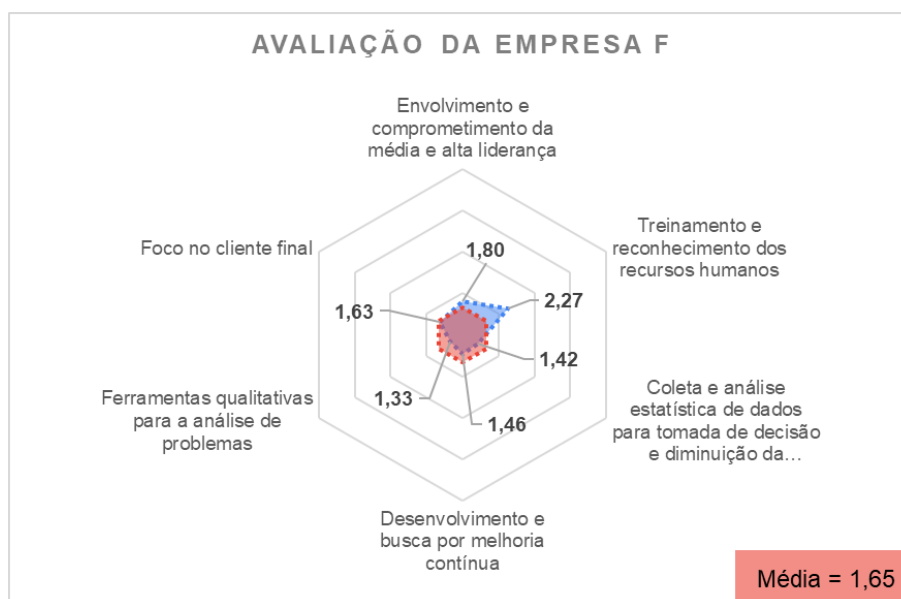 AVALIAÇÃO DA EMPRESA F
Envolvimento e
comprometimento da
média e alta liderança
Treinamento e
reconhecimento dos
recursos humanos
Foco no cliente final
1,80
2,27
1,63
1,42
1,33
1,46
Ferramentas qualitativas
para a análise de
problemas
Coleta e análise
estatística de dados
para tomada de decisão
e diminuição da...
Desenvolvimento e
busca por melhoria
contínua
Média = 1,65